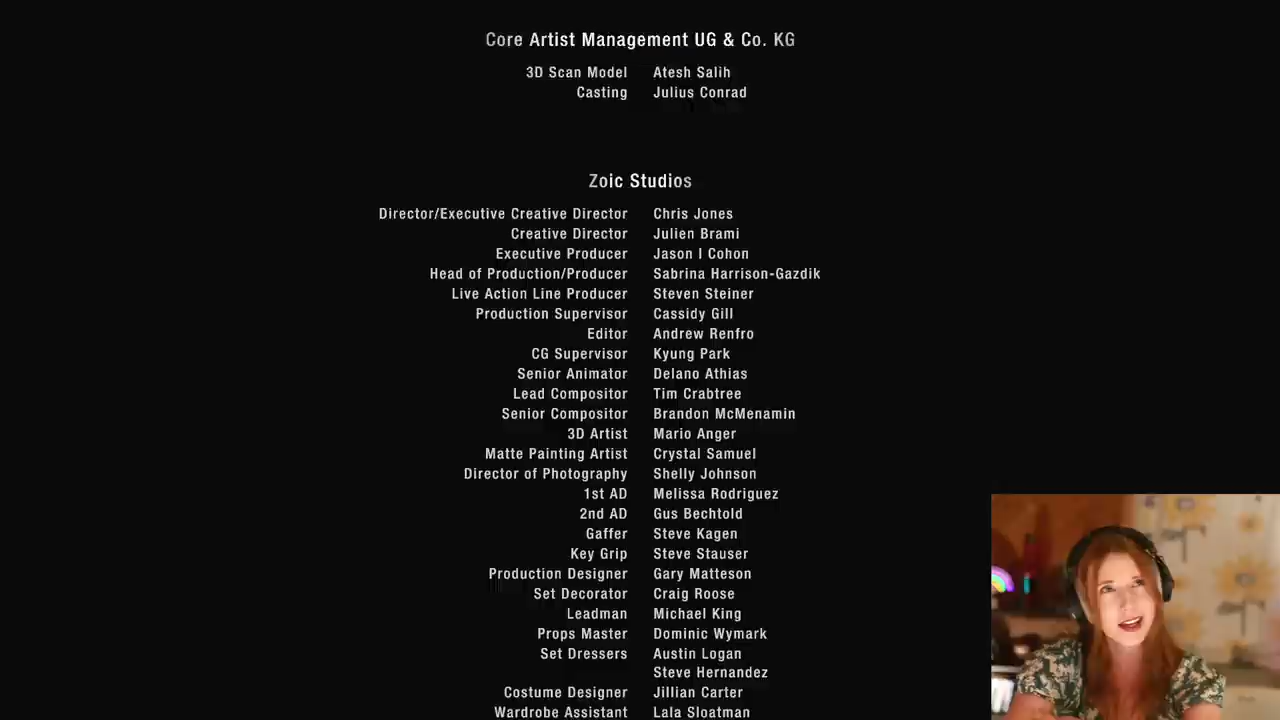 Core Artist Management UG & Co. KG
3D Scan Model Atesh Salih
Casting Julius Conrad
Zoic Studios
Director/Executive Creative Director Chris Jones
Creative Director Julien Brami
Executive Producer Jason I Cohon
Head of Production/Producer Sabrina Harrison-Gazdik
Live Action Line Producer Steven Steiner
Production Supervisor Cassidy Gill
Editor Andrew Renfro
CG Supervisor Kyung Park
Senior Animator Delano Athias
Lead Compositor Tim Crabtree
Senior Compositor Brandon McMenamin
3D Artist Mario Anger
Matte Painting Artist Crystal Samuel
Director of Photography Shelly Johnson
1st AD Melissa Rodriguez
2nd AD Gus Bechtold
Gaffer Steve Kagen
Key Grip Steve Stauser
Production Designer Gary Matteson
Set Decorator Craig Roose
Leadman Michael King
Props Master Dominic Wymark
Set Dressers Austin Logan
Steve Hernandez
Costume Designer Jillian Carter
Wardrobe Assistant Lala Sloatman